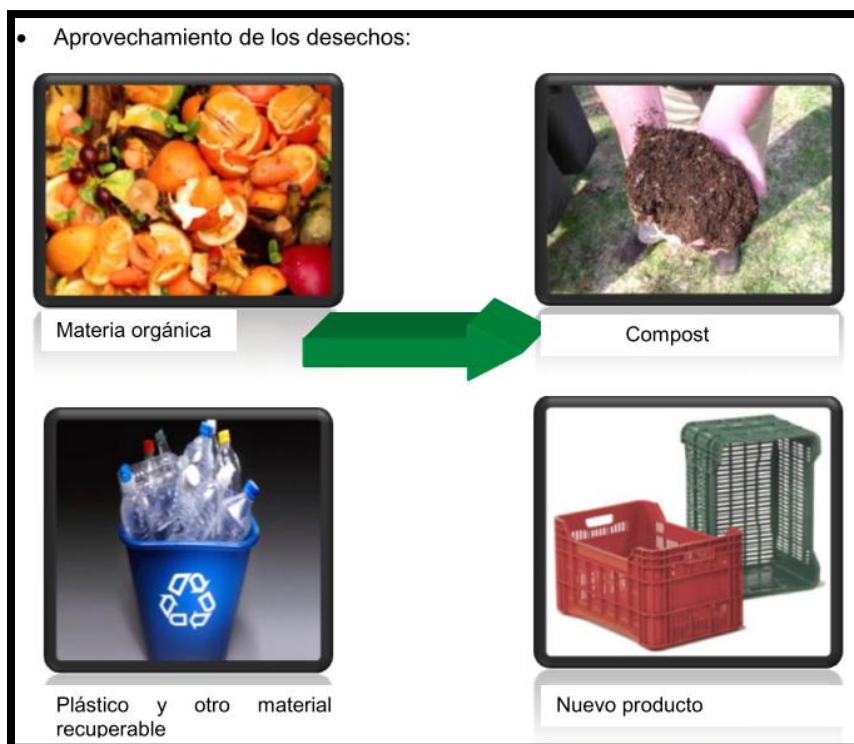 • Aprovechamiento de los desechos:
Materia orgánica
Compost
Plástico y otro material
recuperable
Nuevo producto